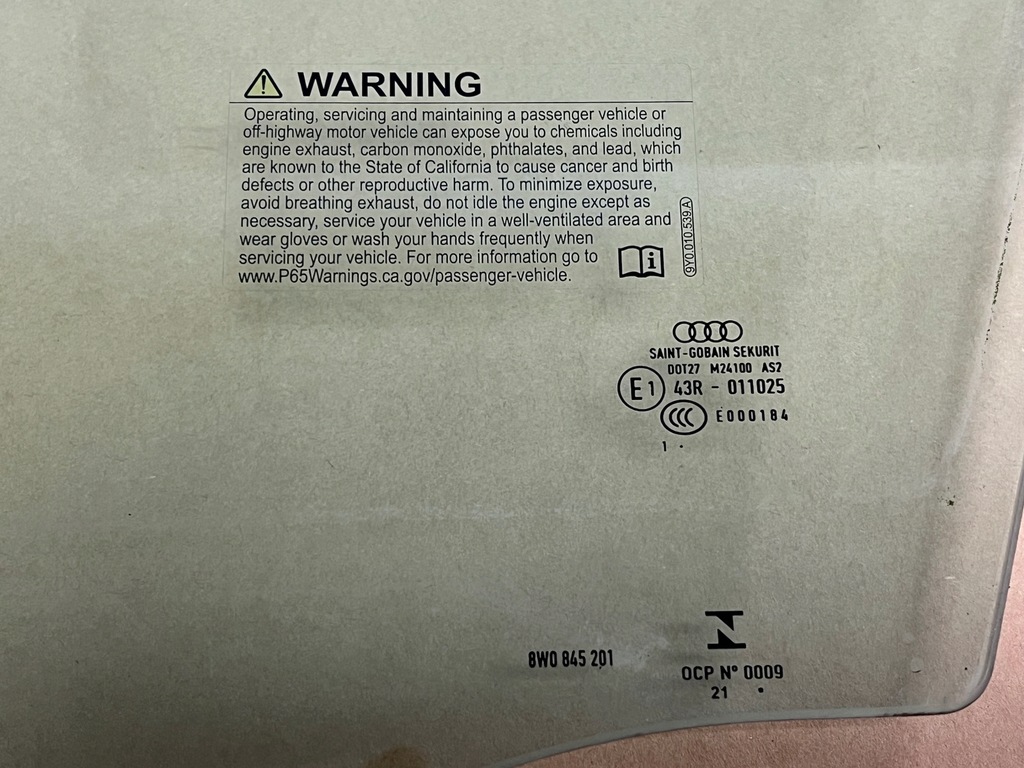 WARNING
Operating, servicing and maintaining a passenger vehicle or
off-highway motor vehicle can expose you to chemicals including
engine exhaust, carbon monoxide, phthalates, and lead, which
are known to the State of California to cause cancer and birth
defects or other reproductive harm. To minimize exposure,
avoid breathing exhaust, do not idle the engine except as
necessary, service your vehicle in a well-ventilated area and
wear gloves or wash your hands frequently when
servicing your vehicle. For more information go to
www.P65Warnings.ca.gov/passenger-vehicle.
i
9Y0.010.539.A
SAINT-GOBAIN SEKURIT
DOT27 M24100 AS2
E1 43R - 011025
CCC E000184
1 .
8W0 845 201
N
OCP N° 0009
21 .